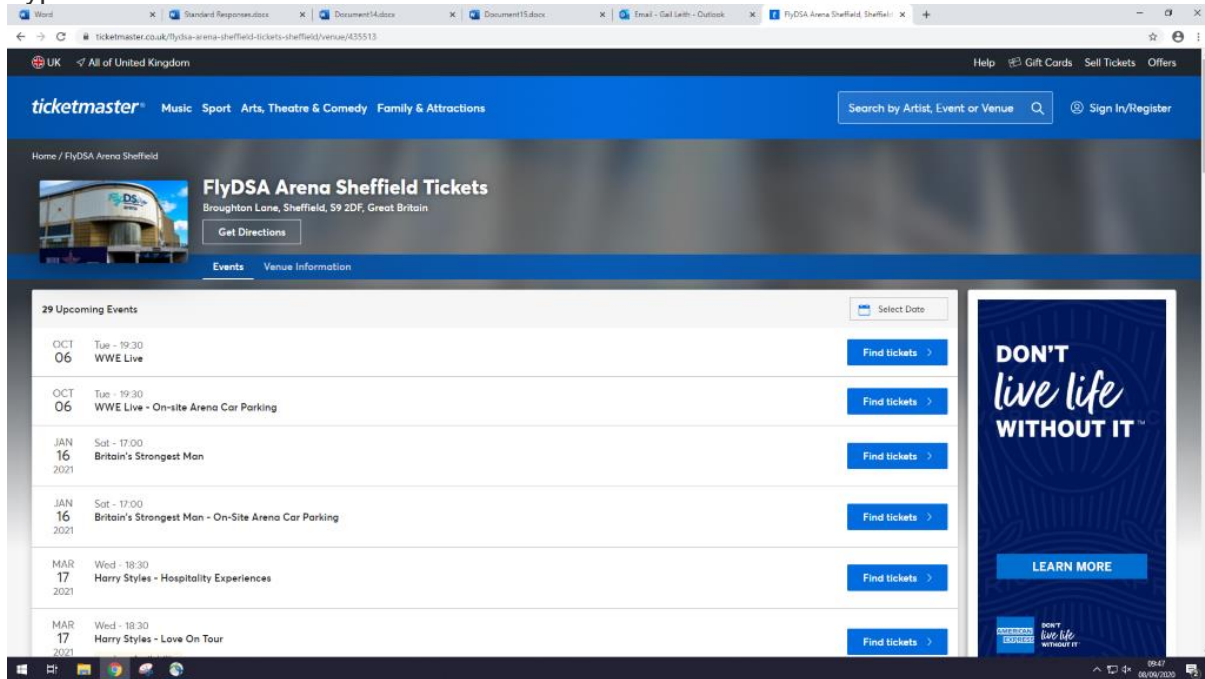 Word
Standard Responses.docx
Document14.docx
Document15.docx
Email - Gail Leith - Outlook
FlyDSA Arena Sheffield, Sheffield
ticketmaster.co.uk/flydsa-arena-sheffield-tickets-sheffield/venue/435513
UK All of United Kingdom
Help Gift Cards Sell Tickets Offers
ticketmaster® Music Sport Arts, Theatre & Comedy Family & Attractions
Search by Artist, Event or Venue
Sign In/Register
Home / FlyDSA Arena Sheffield
FlyDSA Arena Sheffield Tickets
Broughton Lane, Sheffield, S9 2DF, Great Britain
Get Directions
Events Venue Information
29 Upcoming Events
Select Date
OCT
06
Tue - 19:30
WWE Live
Find tickets
OCT
06
Tue - 19:30
WWE Live - On-site Arena Car Parking
Find tickets
JAN
16
2021
Sat - 17:00
Britain's Strongest Man
Find tickets
JAN
16
2021
Sat - 17:00
Britain's Strongest Man - On-Site Arena Car Parking
Find tickets
MAR
17
2021
Wed - 18:30
Harry Styles - Hospitality Experiences
Find tickets
MAR
17
2021
Wed - 18:30
Harry Styles - Love On Tour
Find tickets
DON'T
live life
WITHOUT IT™
LEARN MORE
AMERICAN
EXPRESS
DON'T
live life
WITHOUT IT
09:47
08/09/2020